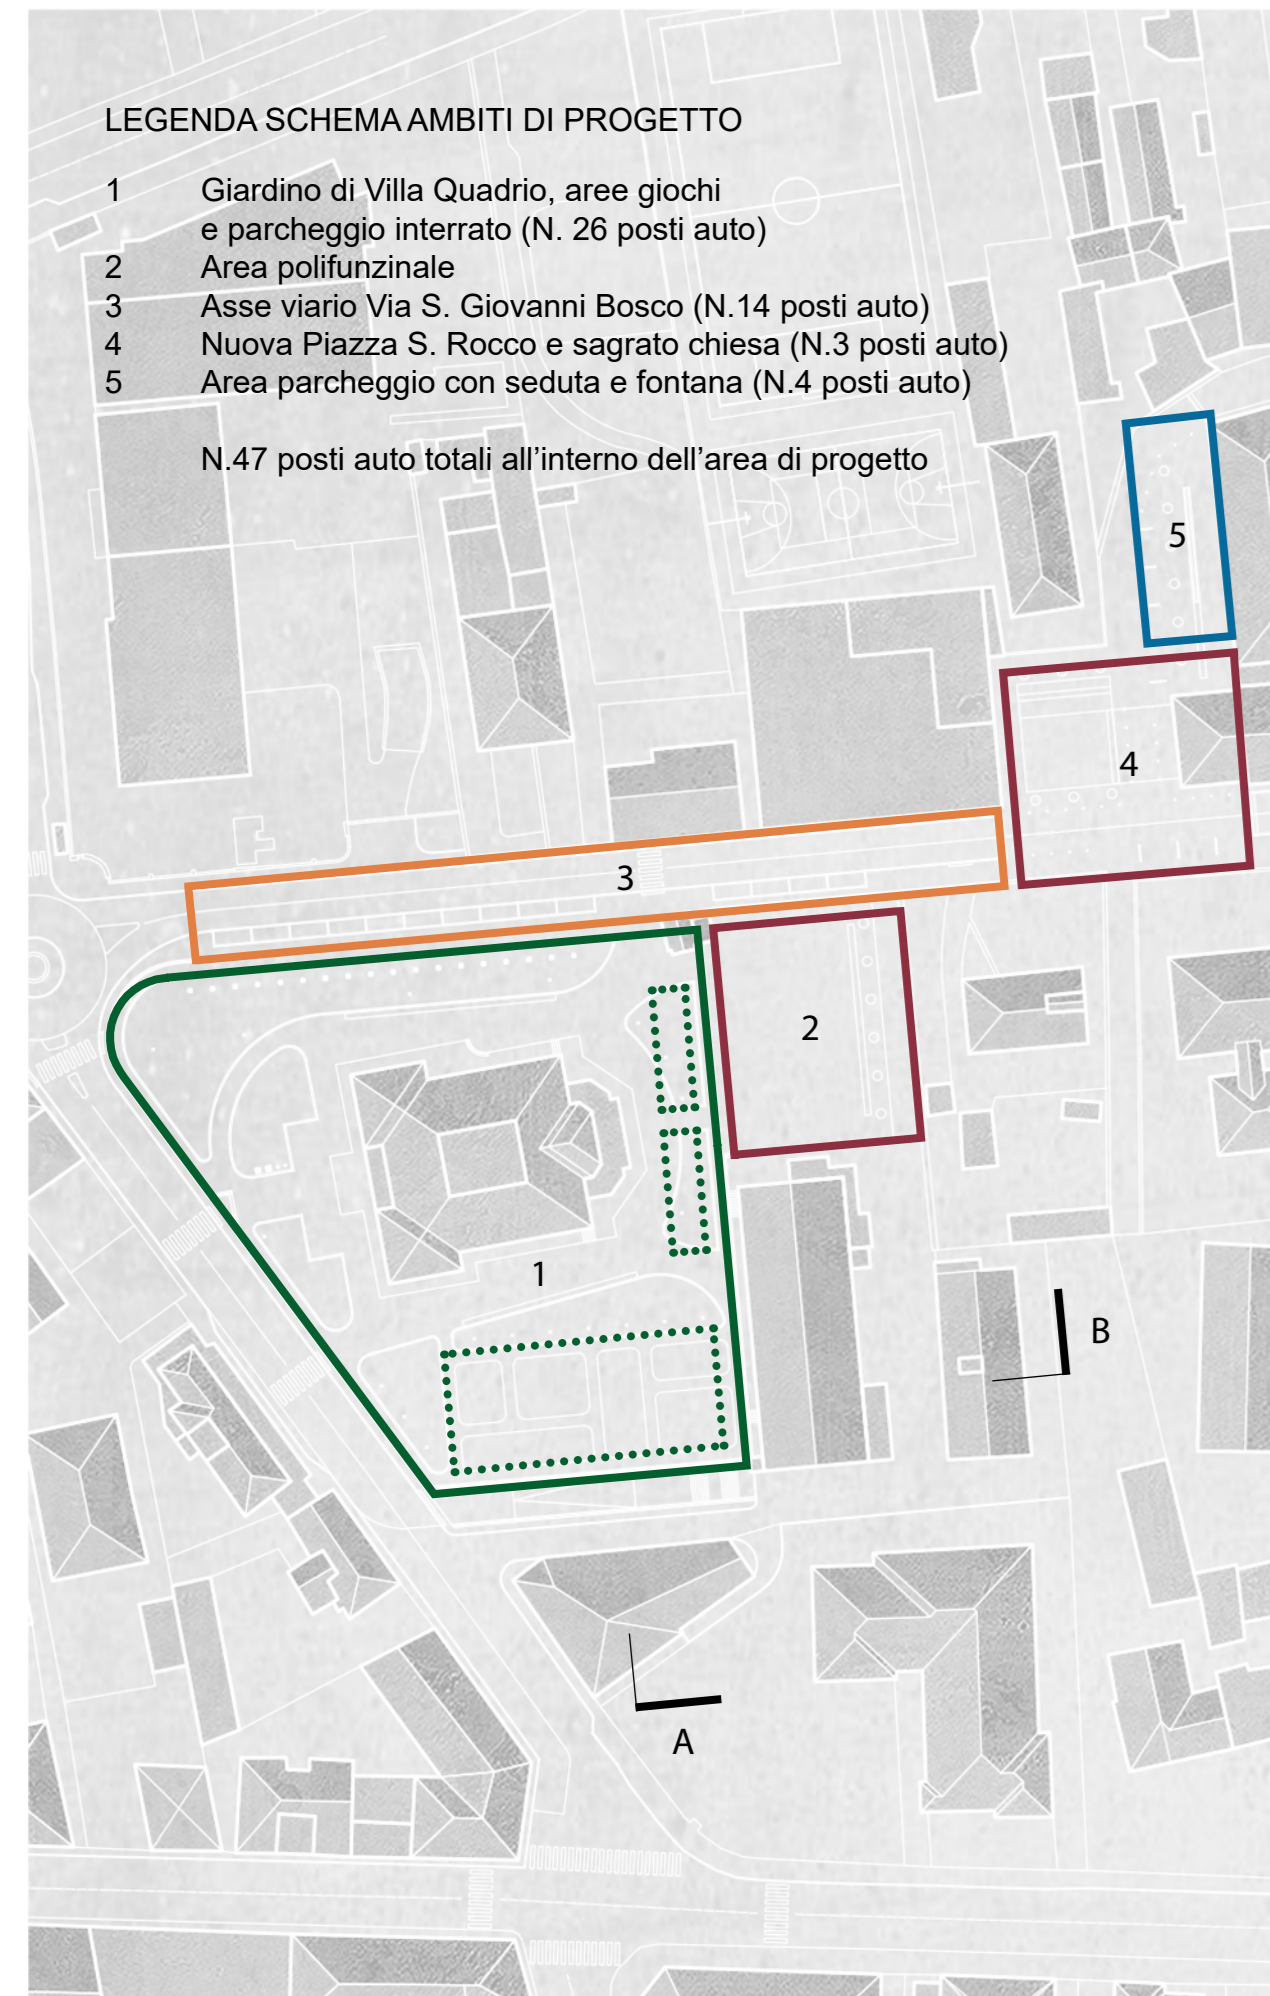 LEGENDA SCHEMA AMBITI DI PROGETTO
1 Giardino di Villa Quadrio, aree giochi
e parcheggio interrato (N. 26 posti auto)
2 Area polifunzinale
3 Asse viario Via S. Giovanni Bosco (N.14 posti auto)
4 Nuova Piazza S. Rocco e sagrato chiesa (N.3 posti auto)
5 Area parcheggio con seduta e fontana (N.4 posti auto)
N.47 posti auto totali all’interno dell’area di progetto
5
4
3
2
1
B
A